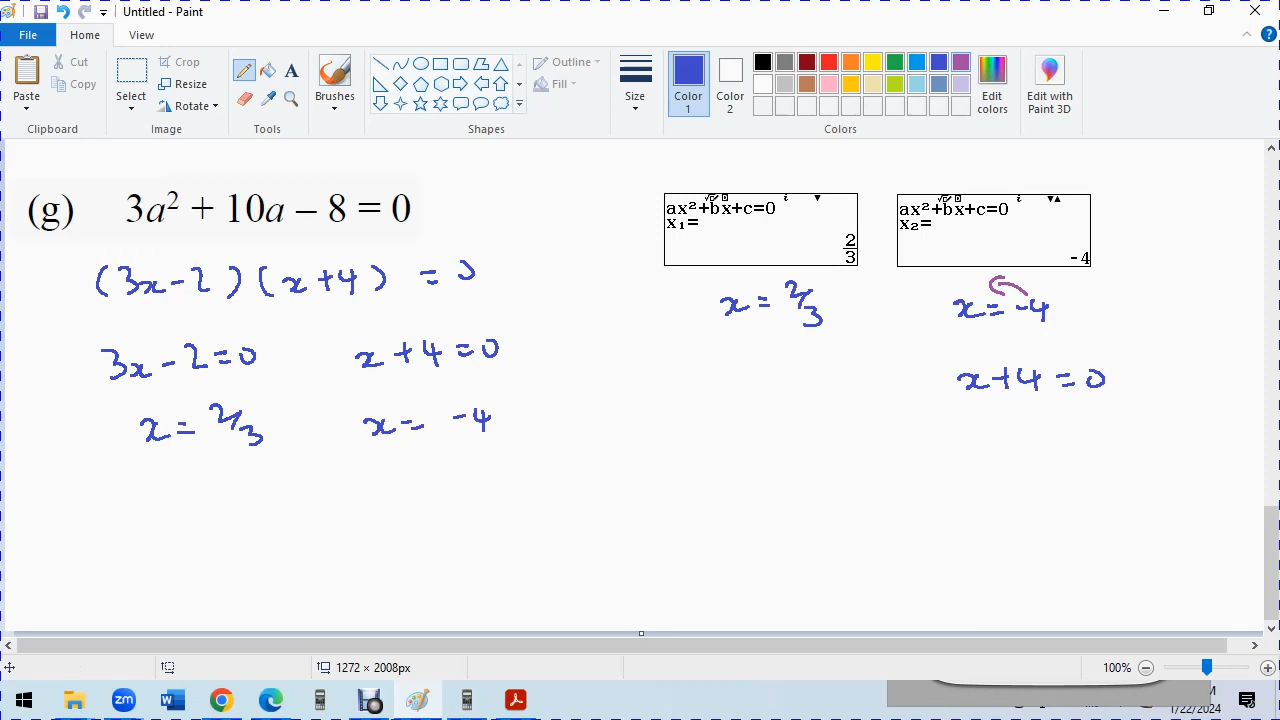 Untitled - Paint
File Home View
Paste Cut Copy Clipboard
Select Crop Resize Rotate Image
A Tools
Brushes
Outline Fill Shapes
Size
Color 1 Color 2 Edit colors Colors
Edit with Paint 3D
(g) 3a² + 10a – 8 = 0
ax²+bx+c=0
x₁=
2/3
ax²+bx+c=0
x₂=
-4
(3x-2)(x+4) = 0
x = 2/3
x = -4
3x-2=0 x+4=0
x+4=0
x = 2/3 x = -4
1272 × 2008px 100%
zm W
1/22/2024